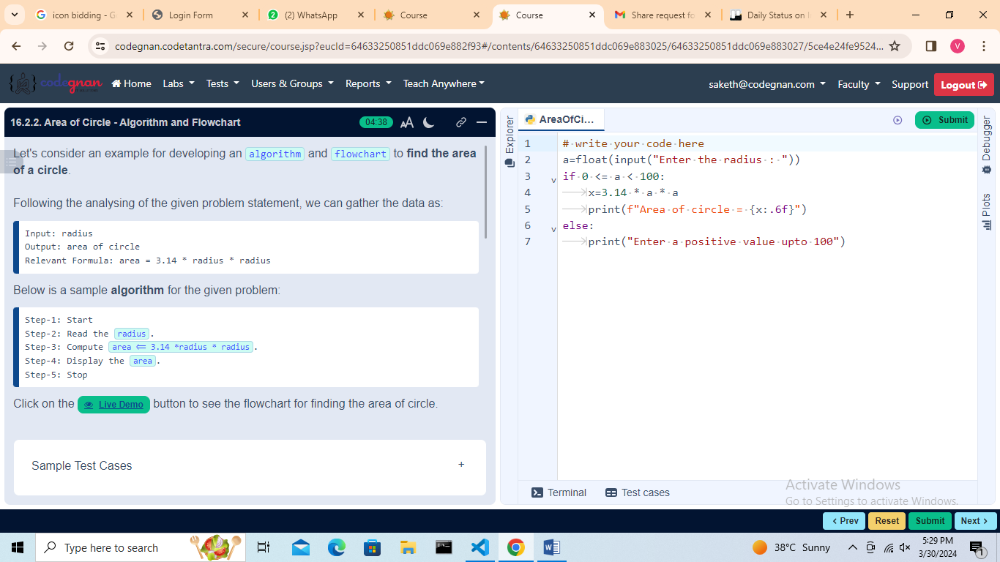 icon bidding - G
Login Form
(2) WhatsApp
Course
Course
Share request fo
Daily Status on
codegnan.codetantra.com/secure/course.jsp?eucId=64633250851ddc069e882f93#/contents/64633250851ddc069e883025/64633250851ddc069e883027/5ce4e24fe9524...
V
codegnan
Home
Labs
Tests
Users & Groups
Reports
Teach Anywhere
saketh@codegnan.com
Faculty
Support
Logout
16.2.2. Area of Circle - Algorithm and Flowchart
04:38
AA
Let's consider an example for developing an algorithm and flowchart to find the area
of a circle.
Following the analysing of the given problem statement, we can gather the data as:
Input: radius
Output: area of circle
Relevant Formula: area = 3.14 * radius * radius
Below is a sample algorithm for the given problem:
Step-1: Start
Step-2: Read the radius.
Step-3: Compute area ⟸ 3.14 *radius * radius.
Step-4: Display the area.
Step-5: Stop
Click on the Live Demo button to see the flowchart for finding the area of circle.
Sample Test Cases
+
Explorer
AreaOfCi...
Submit
Debugger
Plots
1 # write your code here
2 a=float(input("Enter the radius : "))
3 if 0 <= a < 100:
4 x=3.14 * a * a
5 print(f"Area of circle = {x:.6f}")
6 else:
7 print("Enter a positive value upto 100")
Terminal
Test cases
Activate Windows
Go to Settings to activate Windows.
< Prev
Reset
Submit
Next >
Type here to search
38°C Sunny
5:29 PM
3/30/2024
1